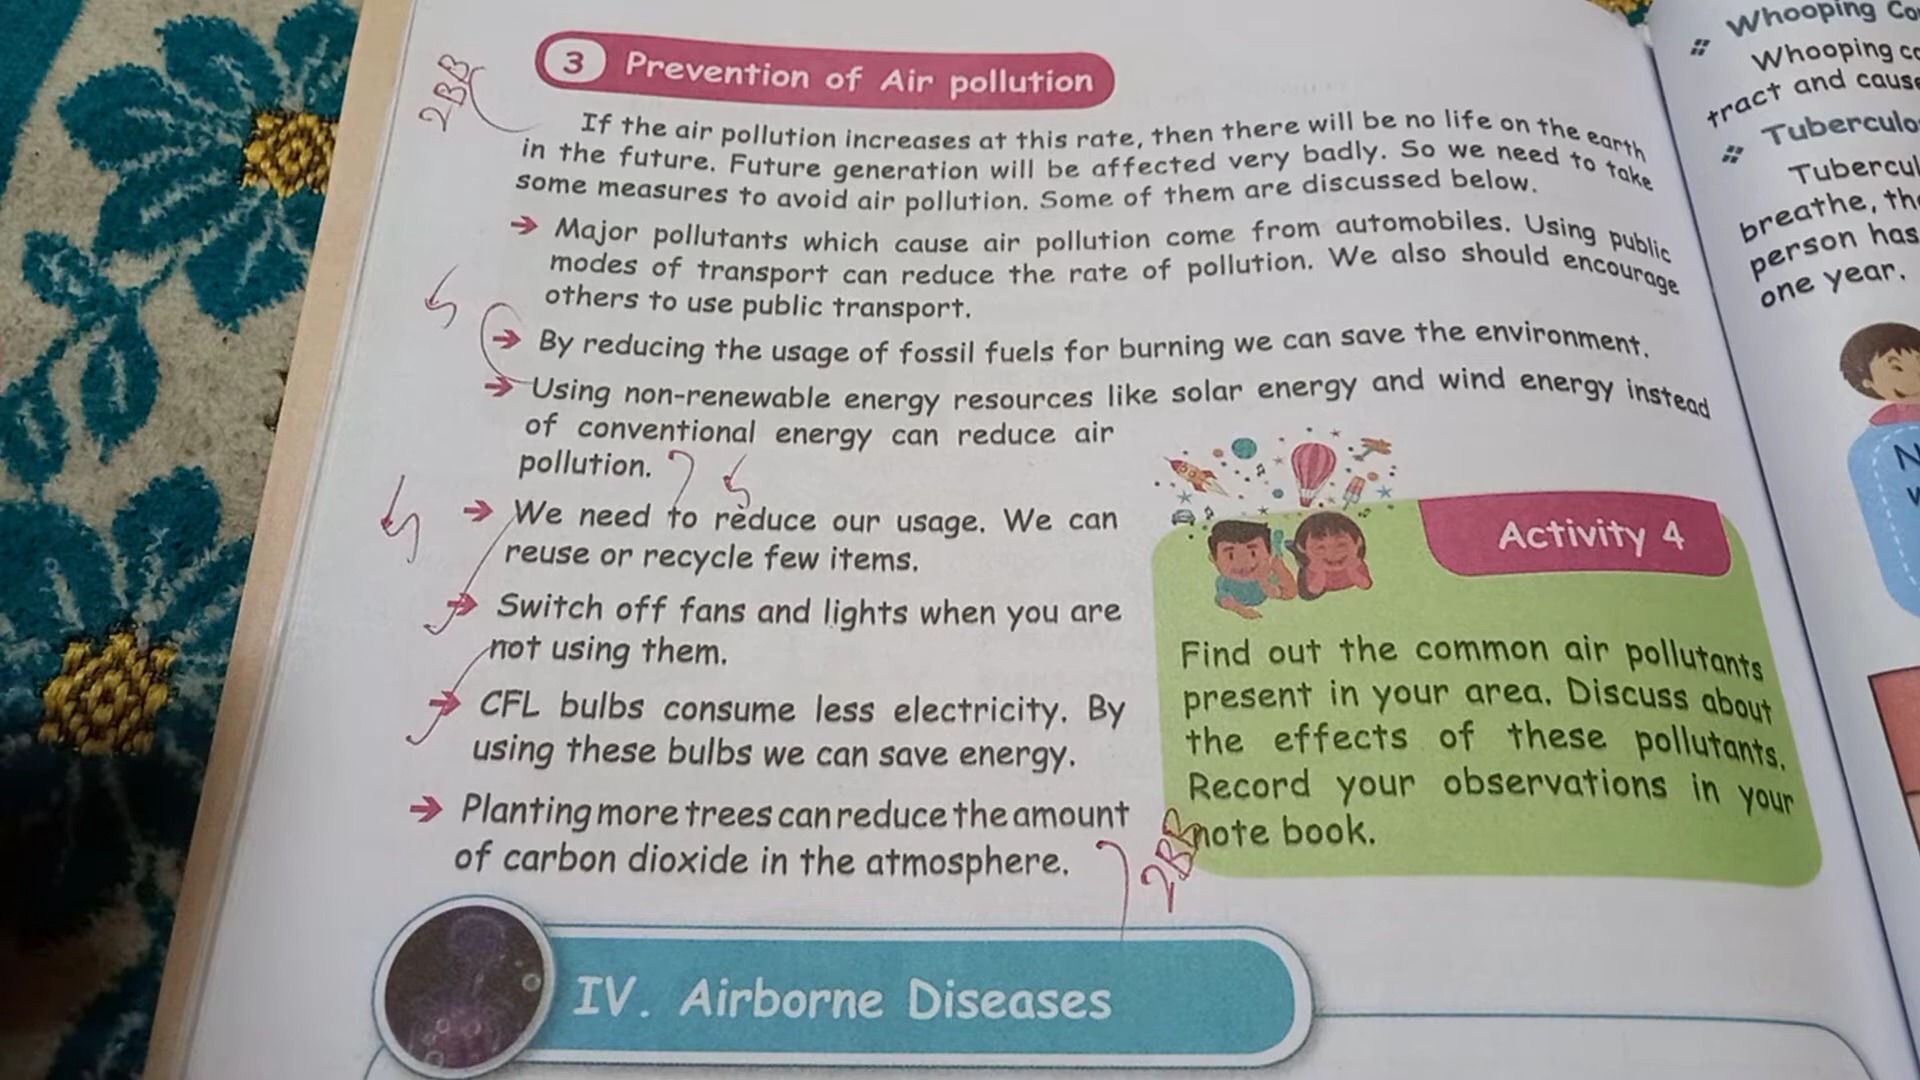 3 Prevention of Air pollution
2BB
If the air pollution increases at this rate, then there will be no life on the earth
in the future. Future generation will be affected very badly. So we need to take
some measures to avoid air pollution. Some of them are discussed below.
➔ Major pollutants which cause air pollution come from automobiles. Using public
modes of transport can reduce the rate of pollution. We also should encourage
others to use public transport.
➔ By reducing the usage of fossil fuels for burning we can save the environment.
➔ Using non-renewable energy resources like solar energy and wind energy instead
of conventional energy can reduce air
pollution.
➔ We need to reduce our usage. We can
reuse or recycle few items.
➔ Switch off fans and lights when you are
not using them.
➔ CFL bulbs consume less electricity. By
using these bulbs we can save energy.
➔ Planting more trees can reduce the amount
of carbon dioxide in the atmosphere.
2BB
Activity 4
Find out the common air pollutants
present in your area. Discuss about
the effects of these pollutants.
Record your observations in your
note book.
IV. Airborne Diseases
Whooping
Whooping
tract and
breathe,
person has
one year.